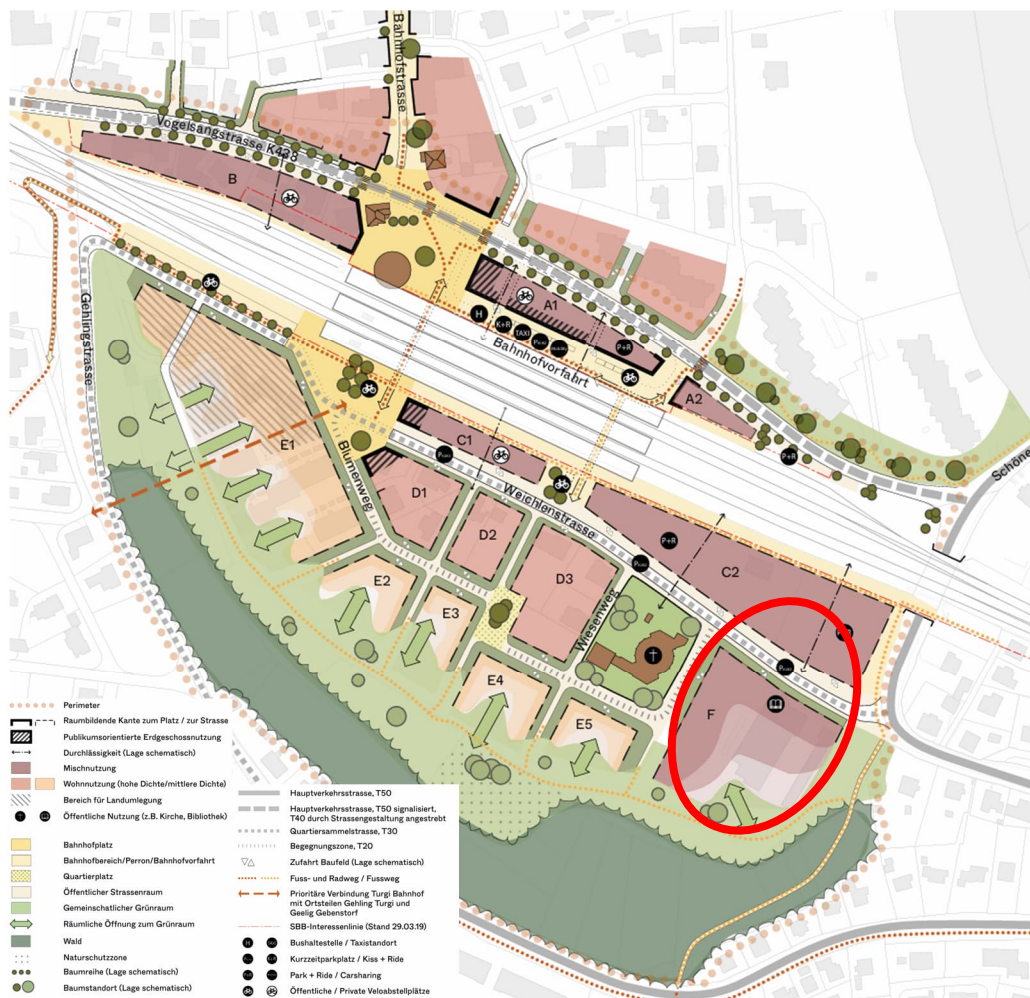 Bahnhofstrasse
Vogelsangstrasse K438
B
A1
H
K+R
TAXI
P+R
Bahnhofvorfahrt
A2
P+R
Schöne
Gehlingstrasse
E1
Blumenweg
C1
D1
D2
Weichlenstrasse
D3
P+R
C2
E2
E3
Wiesenweg
E4
E5
F
Perimeter
Raumbildende Kante zum Platz / zur Strasse
Publikumsorientierte Erdgeschossnutzung
Durchlässigkeit (Lage schematisch)
Mischnutzung
Wohnnutzung (hohe Dichte/mittlere Dichte)
Bereich für Landumlegung
Öffentliche Nutzung (z.B. Kirche, Bibliothek)
Bahnhofplatz
Bahnhofbereich/Perron/Bahnhofvorfahrt
Quartierplatz
Öffentlicher Strassenraum
Gemeinschatlicher Grünraum
Räumliche Öffnung zum Grünraum
Wald
Naturschutzzone
Baumreihe (Lage schematisch)
Baumstandort (Lage schematisch)
Hauptverkehrsstrasse, T50
Hauptverkehrsstrasse, T50 signalisiert,
T40 durch Strassengestaltung angestrebt
Quartiersammelstrasse, T30
Begegnungszone, T20
Zufahrt Baufeld (Lage schematisch)
Fuss- und Radweg / Fussweg
Prioritäre Verbindung Turgi Bahnhof
mit Ortsteilen Gehling Turgi und
Geelig Gebenstorf
SBB-Interessenlinie (Stand 29.03.19)
H TAXI Bushaltestelle / Taxistandort
Kurzzeitparkplatz / Kiss + Ride
Park + Ride / Carsharing
Öffentliche / Private Veloabstellplätze